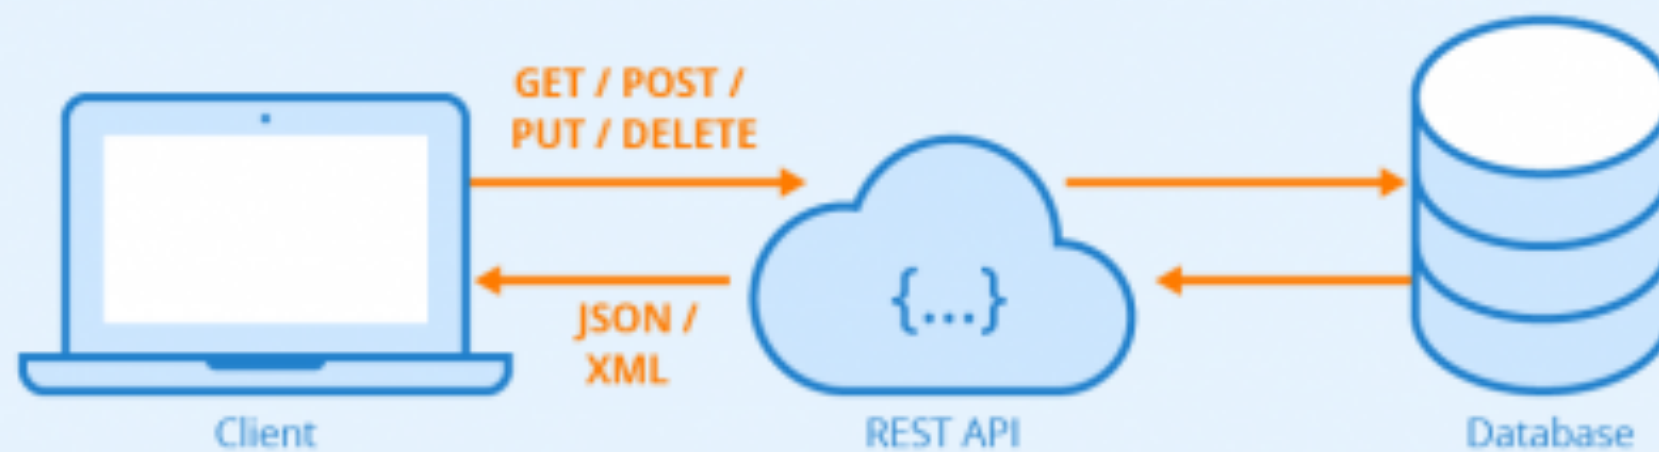 GET / POST /
PUT / DELETE
{...}
JSON /
XML
Client
REST API
Database